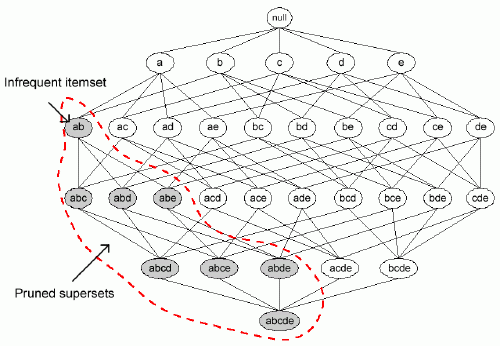 null
a b c d e
Infrequent itemset
ab ac ad ae bc bd be cd ce de
abc abd abe acd ace ade bcd bce bde cde
abcd abce abde acde bcde
Pruned supersets
abcde